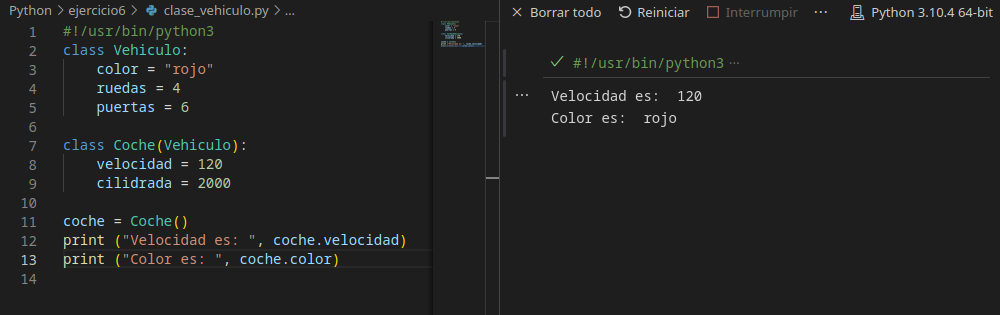 Python > ejercicio6 > clase_vehiculo.py > ...
1 #!/usr/bin/python3
2 class Vehiculo:
3     color = "rojo"
4     ruedas = 4
5     puertas = 6
6
7 class Coche(Vehiculo):
8     velocidad = 120
9     cilidrada = 2000
10
11 coche = Coche()
12 print ("Velocidad es: ", coche.velocidad)
13 print ("Color es: ", coche.color)
14
× Borrar todo Reiniciar Interrumpir ··· Python 3.10.4 64-bit
#!/usr/bin/python3 ···
··· Velocidad es:  120
Color es:  rojo